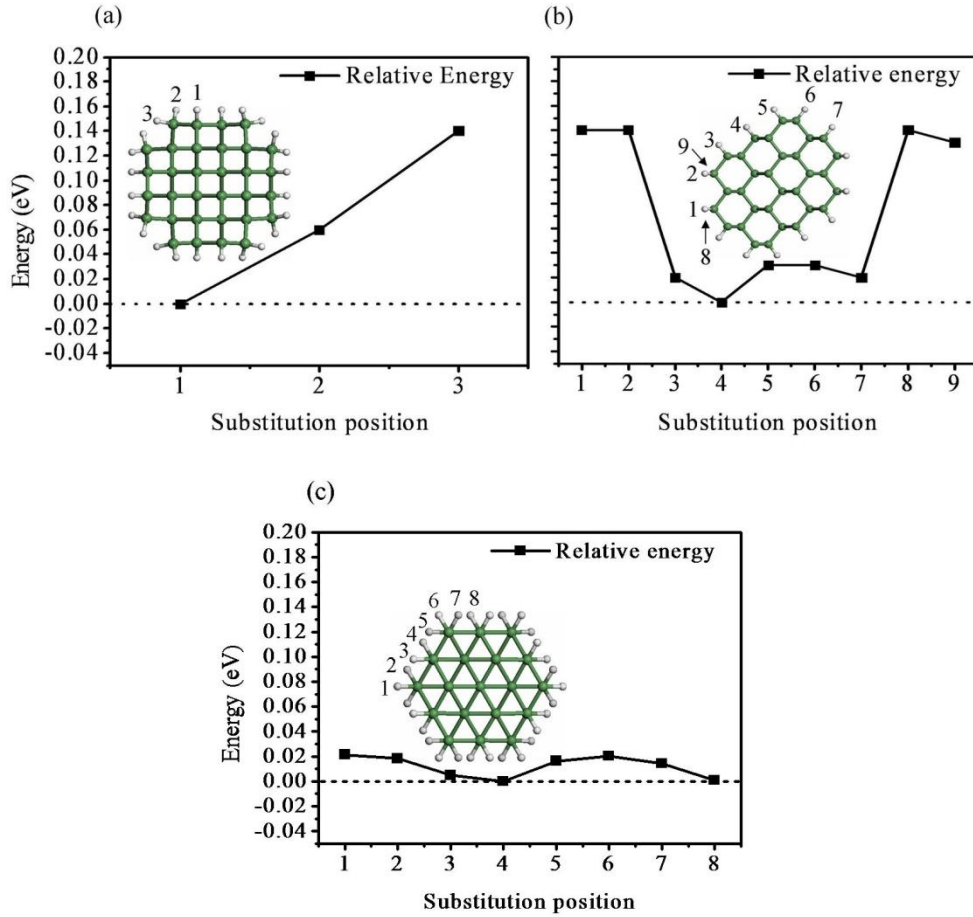 (a)
Relative Energy
0.20
0.18
0.16
0.14
0.12
0.10
0.08
0.06
0.04
0.02
0.00
-0.02
-0.04
Energy (eV)
3 2 1
1 2 3
Substitution position
(b)
Relative energy
5 6
4 7
3
9
2
1
8
1 2 3 4 5 6 7 8 9
Substitution position
(c)
Relative energy
0.20
0.18
0.16
0.14
0.12
0.10
0.08
0.06
0.04
0.02
0.00
-0.02
-0.04
Energy (eV)
6 7 8
5
4
3
2
1
1 2 3 4 5 6 7 8
Substitution position